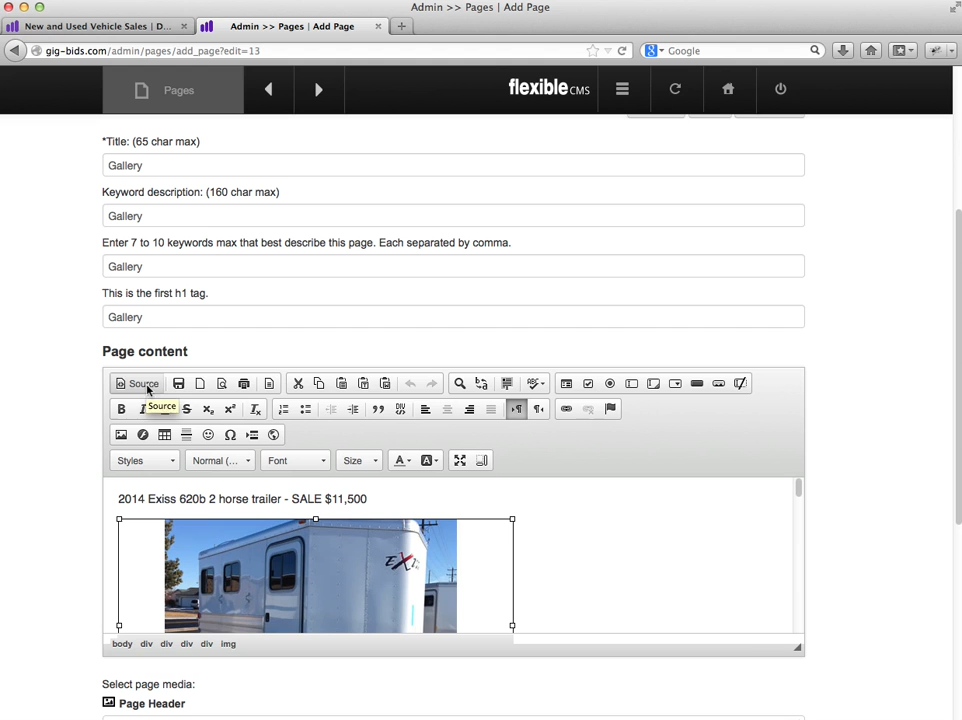 Admin >> Pages | Add Page
New and Used Vehicle Sales | D...
Admin >> Pages | Add Page
gig-bids.com/admin/pages/add_page?edit=13
Google
Pages
flexible CMS
*Title: (65 char max)
Gallery
Keyword description: (160 char max)
Gallery
Enter 7 to 10 keywords max that best describe this page. Each separated by comma.
Gallery
This is the first h1 tag.
Gallery
Page content
Source
Source
Styles
Normal (...
Font
Size
2014 Exiss 620b 2 horse trailer - SALE $11,500
body div div div div img
Select page media:
Page Header